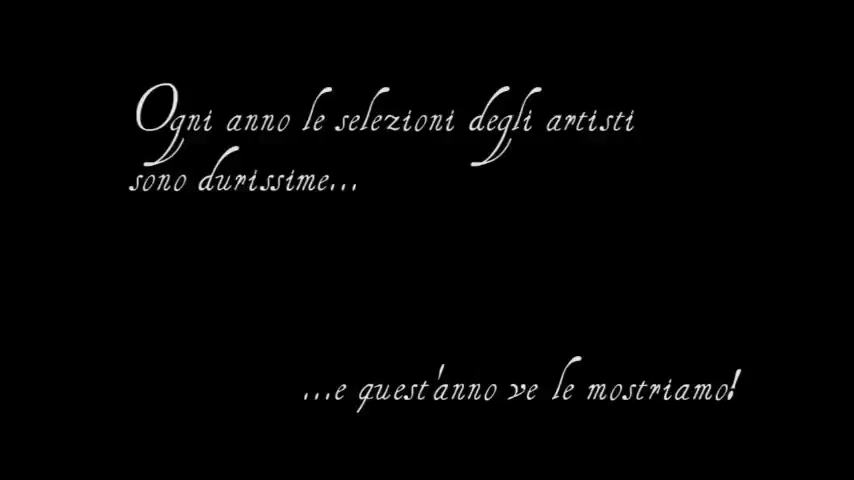 Ogni anno le selezioni degli artisti
sono durissime...
...e quest'anno ve le mostriamo!